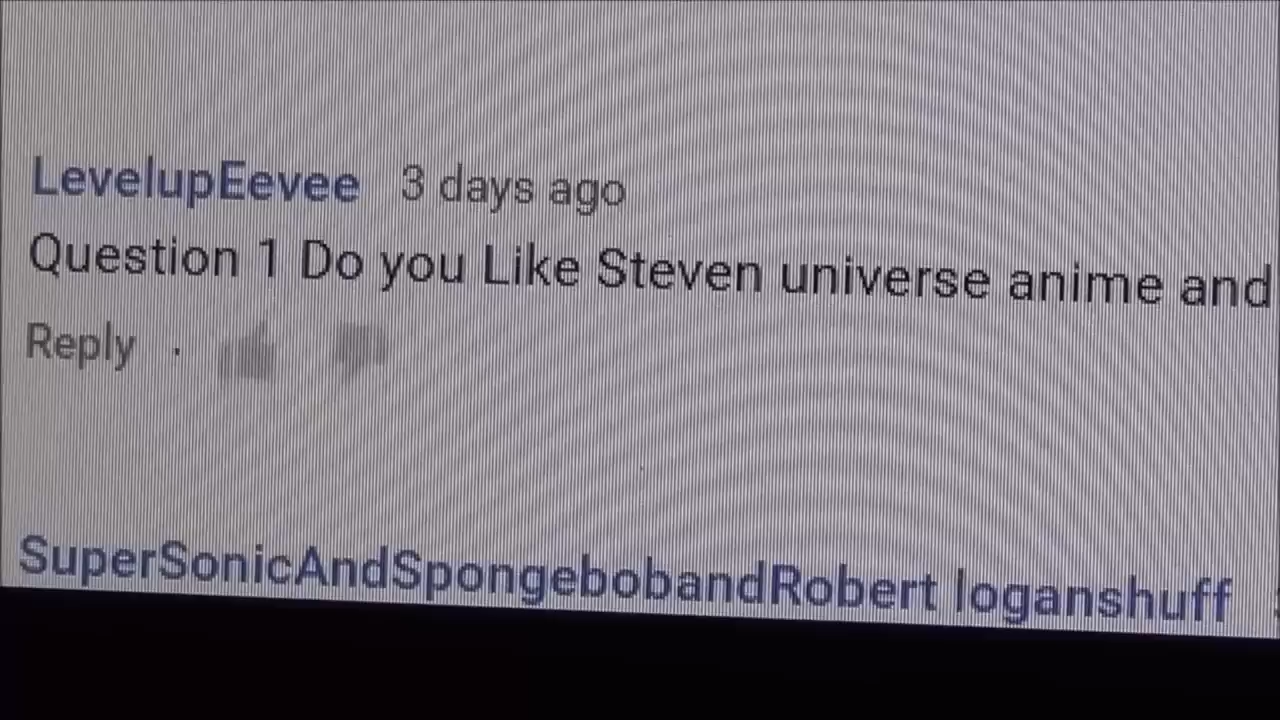 LevelupEevee 3 days ago
Question 1 Do you Like Steven universe anime and
Reply ·
SuperSonicAndSpongebobandRobert loganshuff